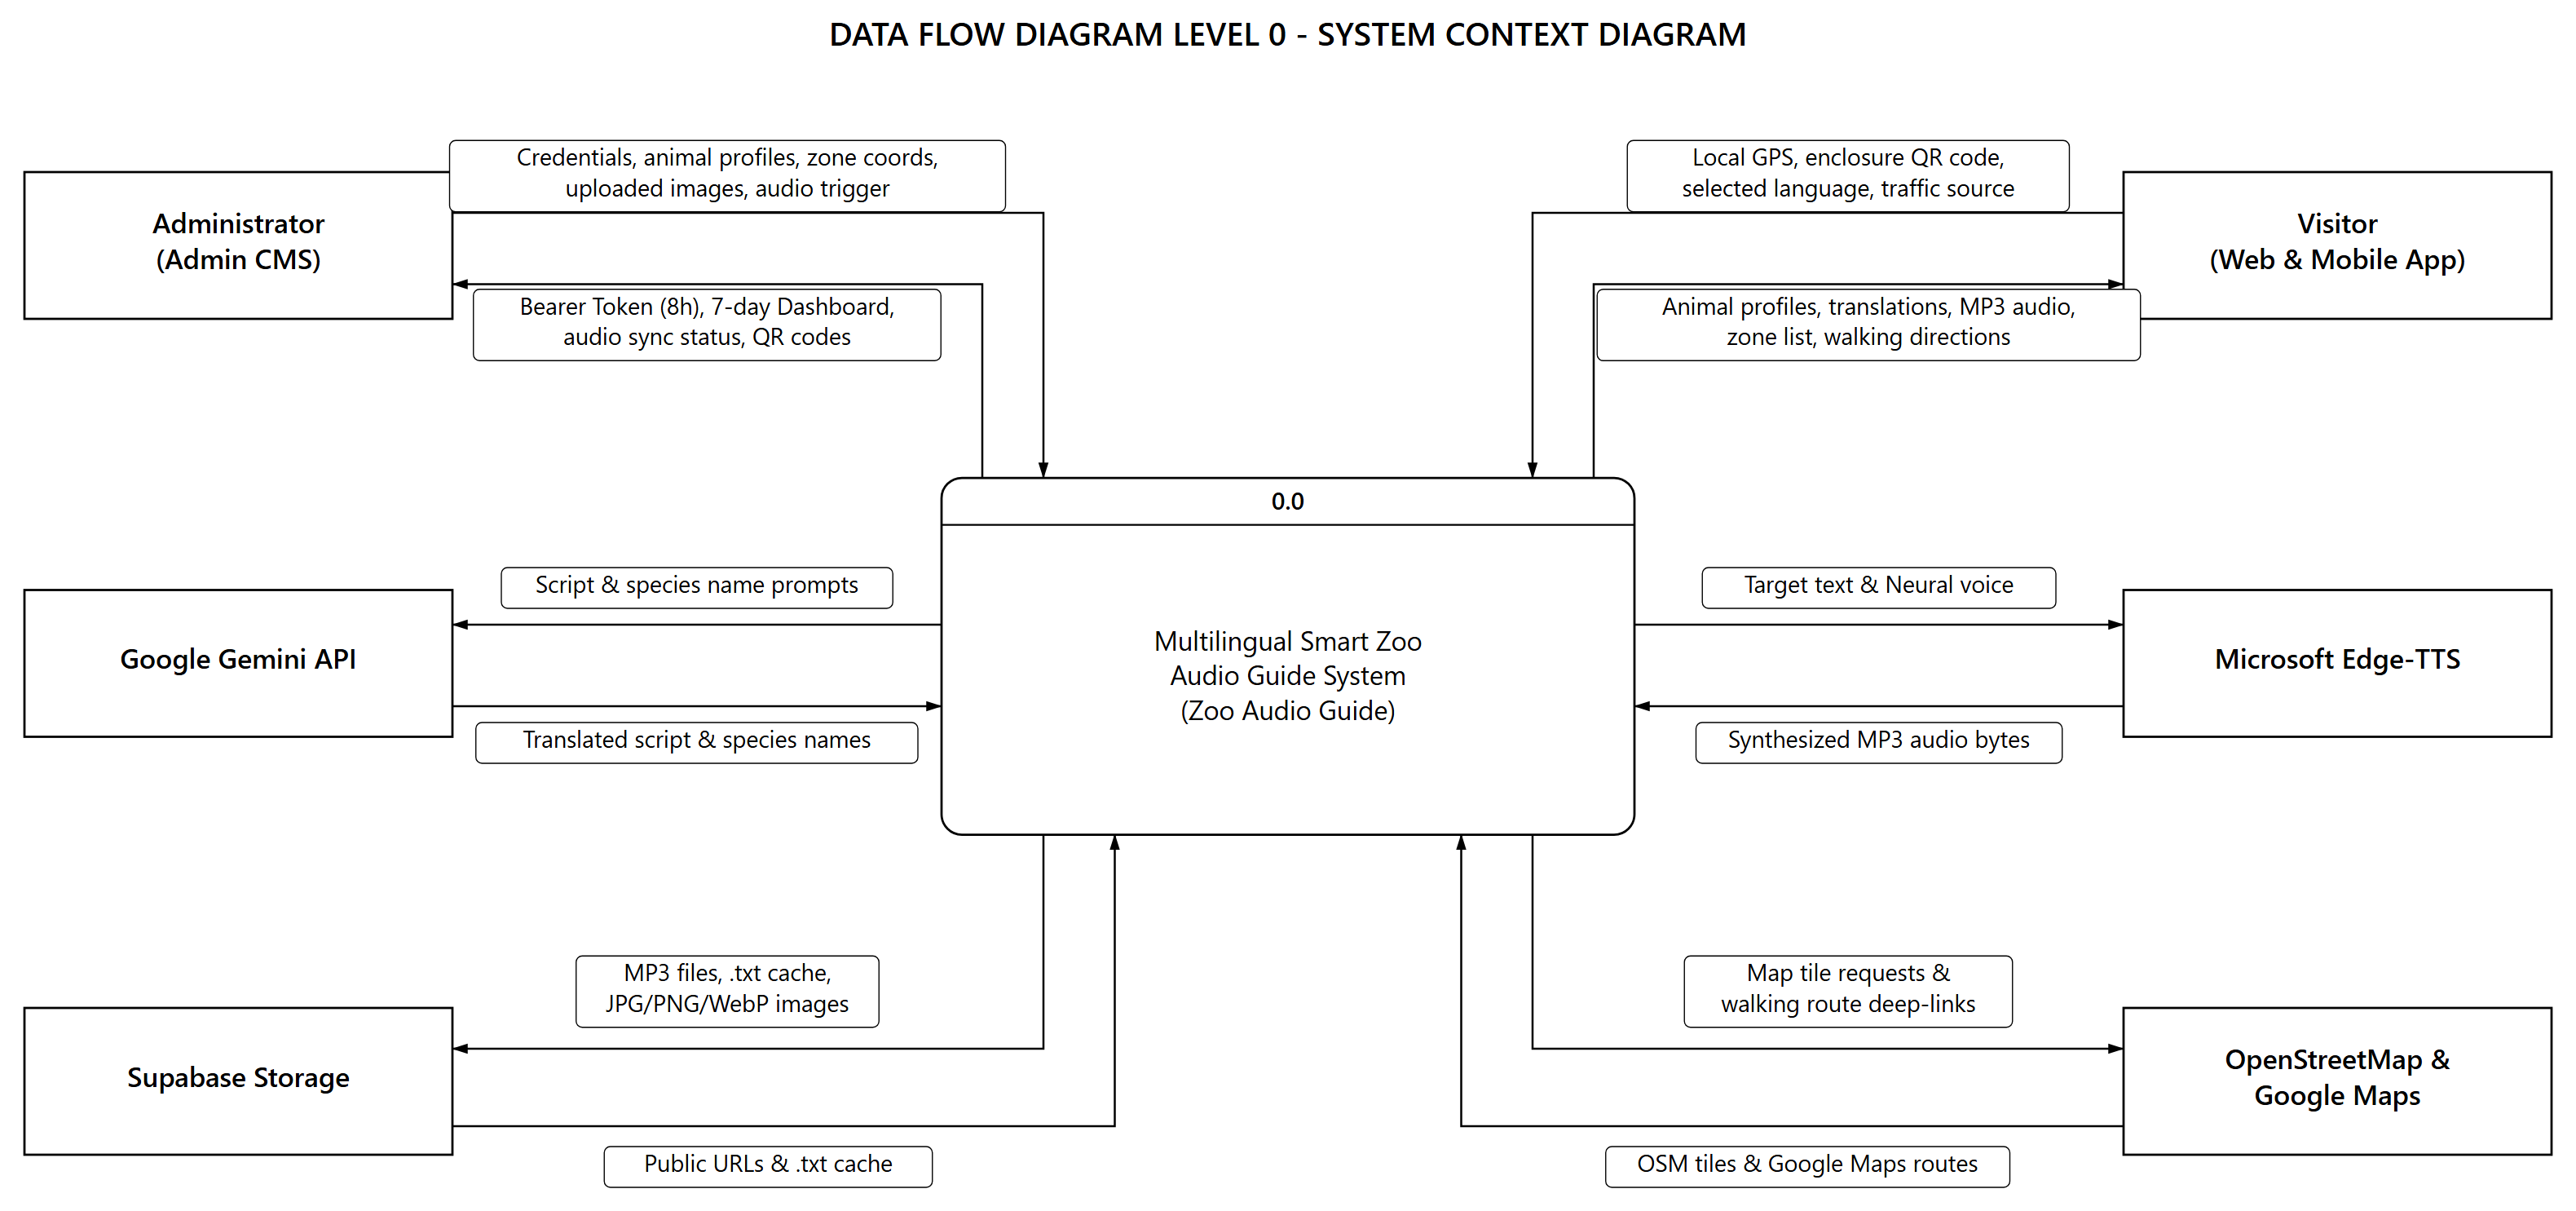 DATA FLOW DIAGRAM LEVEL 0 - SYSTEM CONTEXT DIAGRAM
Administrator
(Admin CMS)
Credentials, animal profiles, zone coords,
uploaded images, audio trigger
Bearer Token (8h), 7-day Dashboard,
audio sync status, QR codes
Local GPS, enclosure QR code,
selected language, traffic source
Animal profiles, translations, MP3 audio,
zone list, walking directions
Visitor
(Web & Mobile App)
Google Gemini API
Script & species name prompts
Translated script & species names
0.0
Multilingual Smart Zoo
Audio Guide System
(Zoo Audio Guide)
Target text & Neural voice
Synthesized MP3 audio bytes
Microsoft Edge-TTS
Supabase Storage
MP3 files, .txt cache,
JPG/PNG/WebP images
Public URLs & .txt cache
Map tile requests &
walking route deep-links
OSM tiles & Google Maps routes
OpenStreetMap &
Google Maps